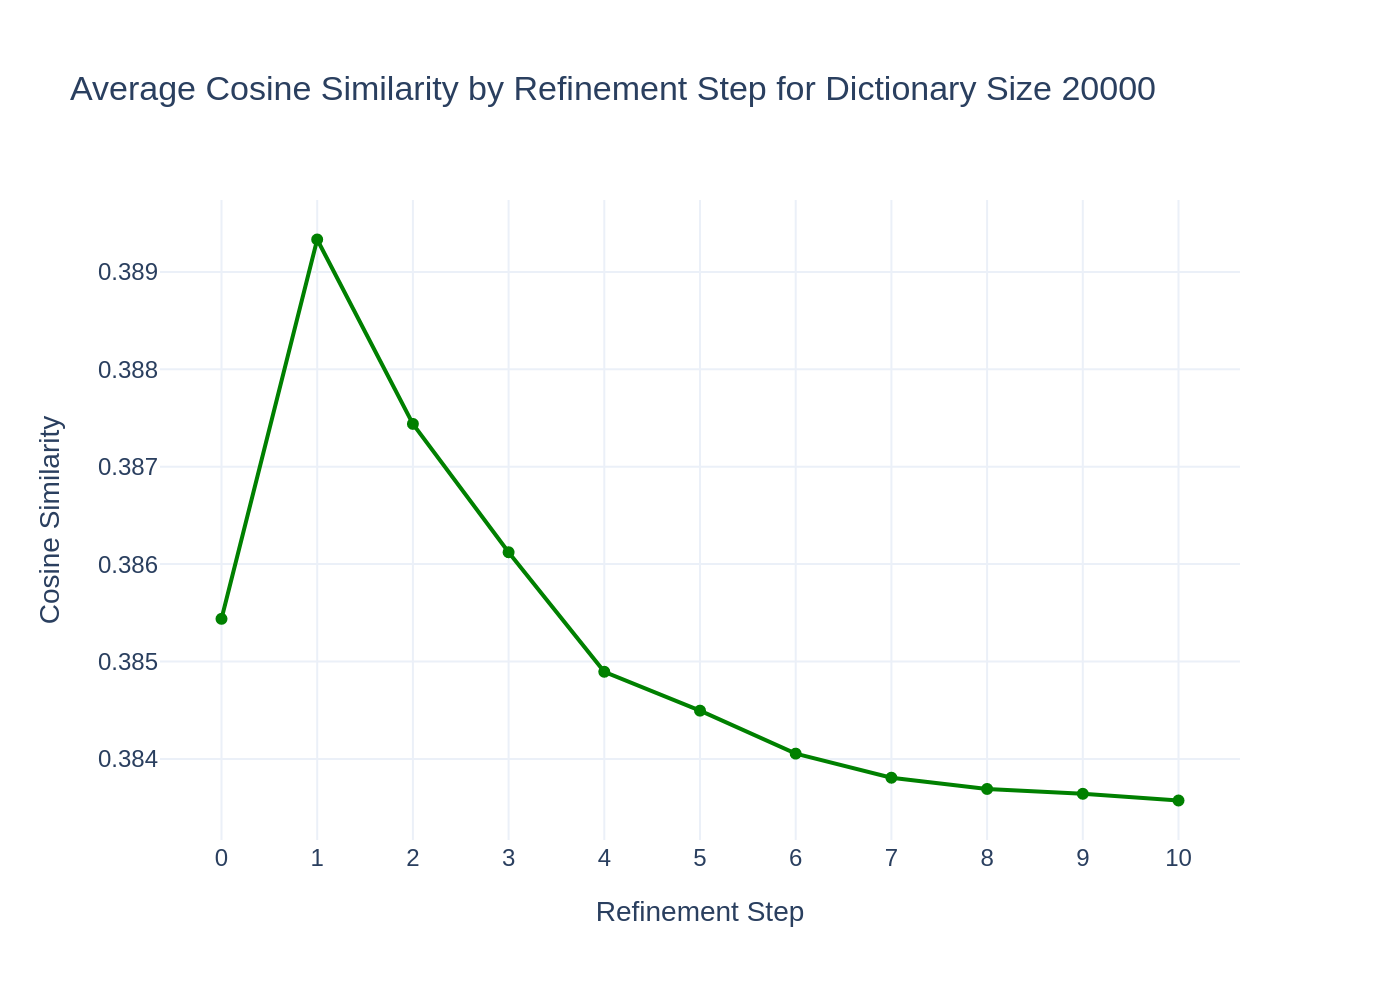 Average Cosine Similarity by Refinement Step for Dictionary Size 20000
0.389
0.388
0.387
0.386
0.385
0.384
Cosine Similarity
0 1 2 3 4 5 6 7 8 9 10
Refinement Step